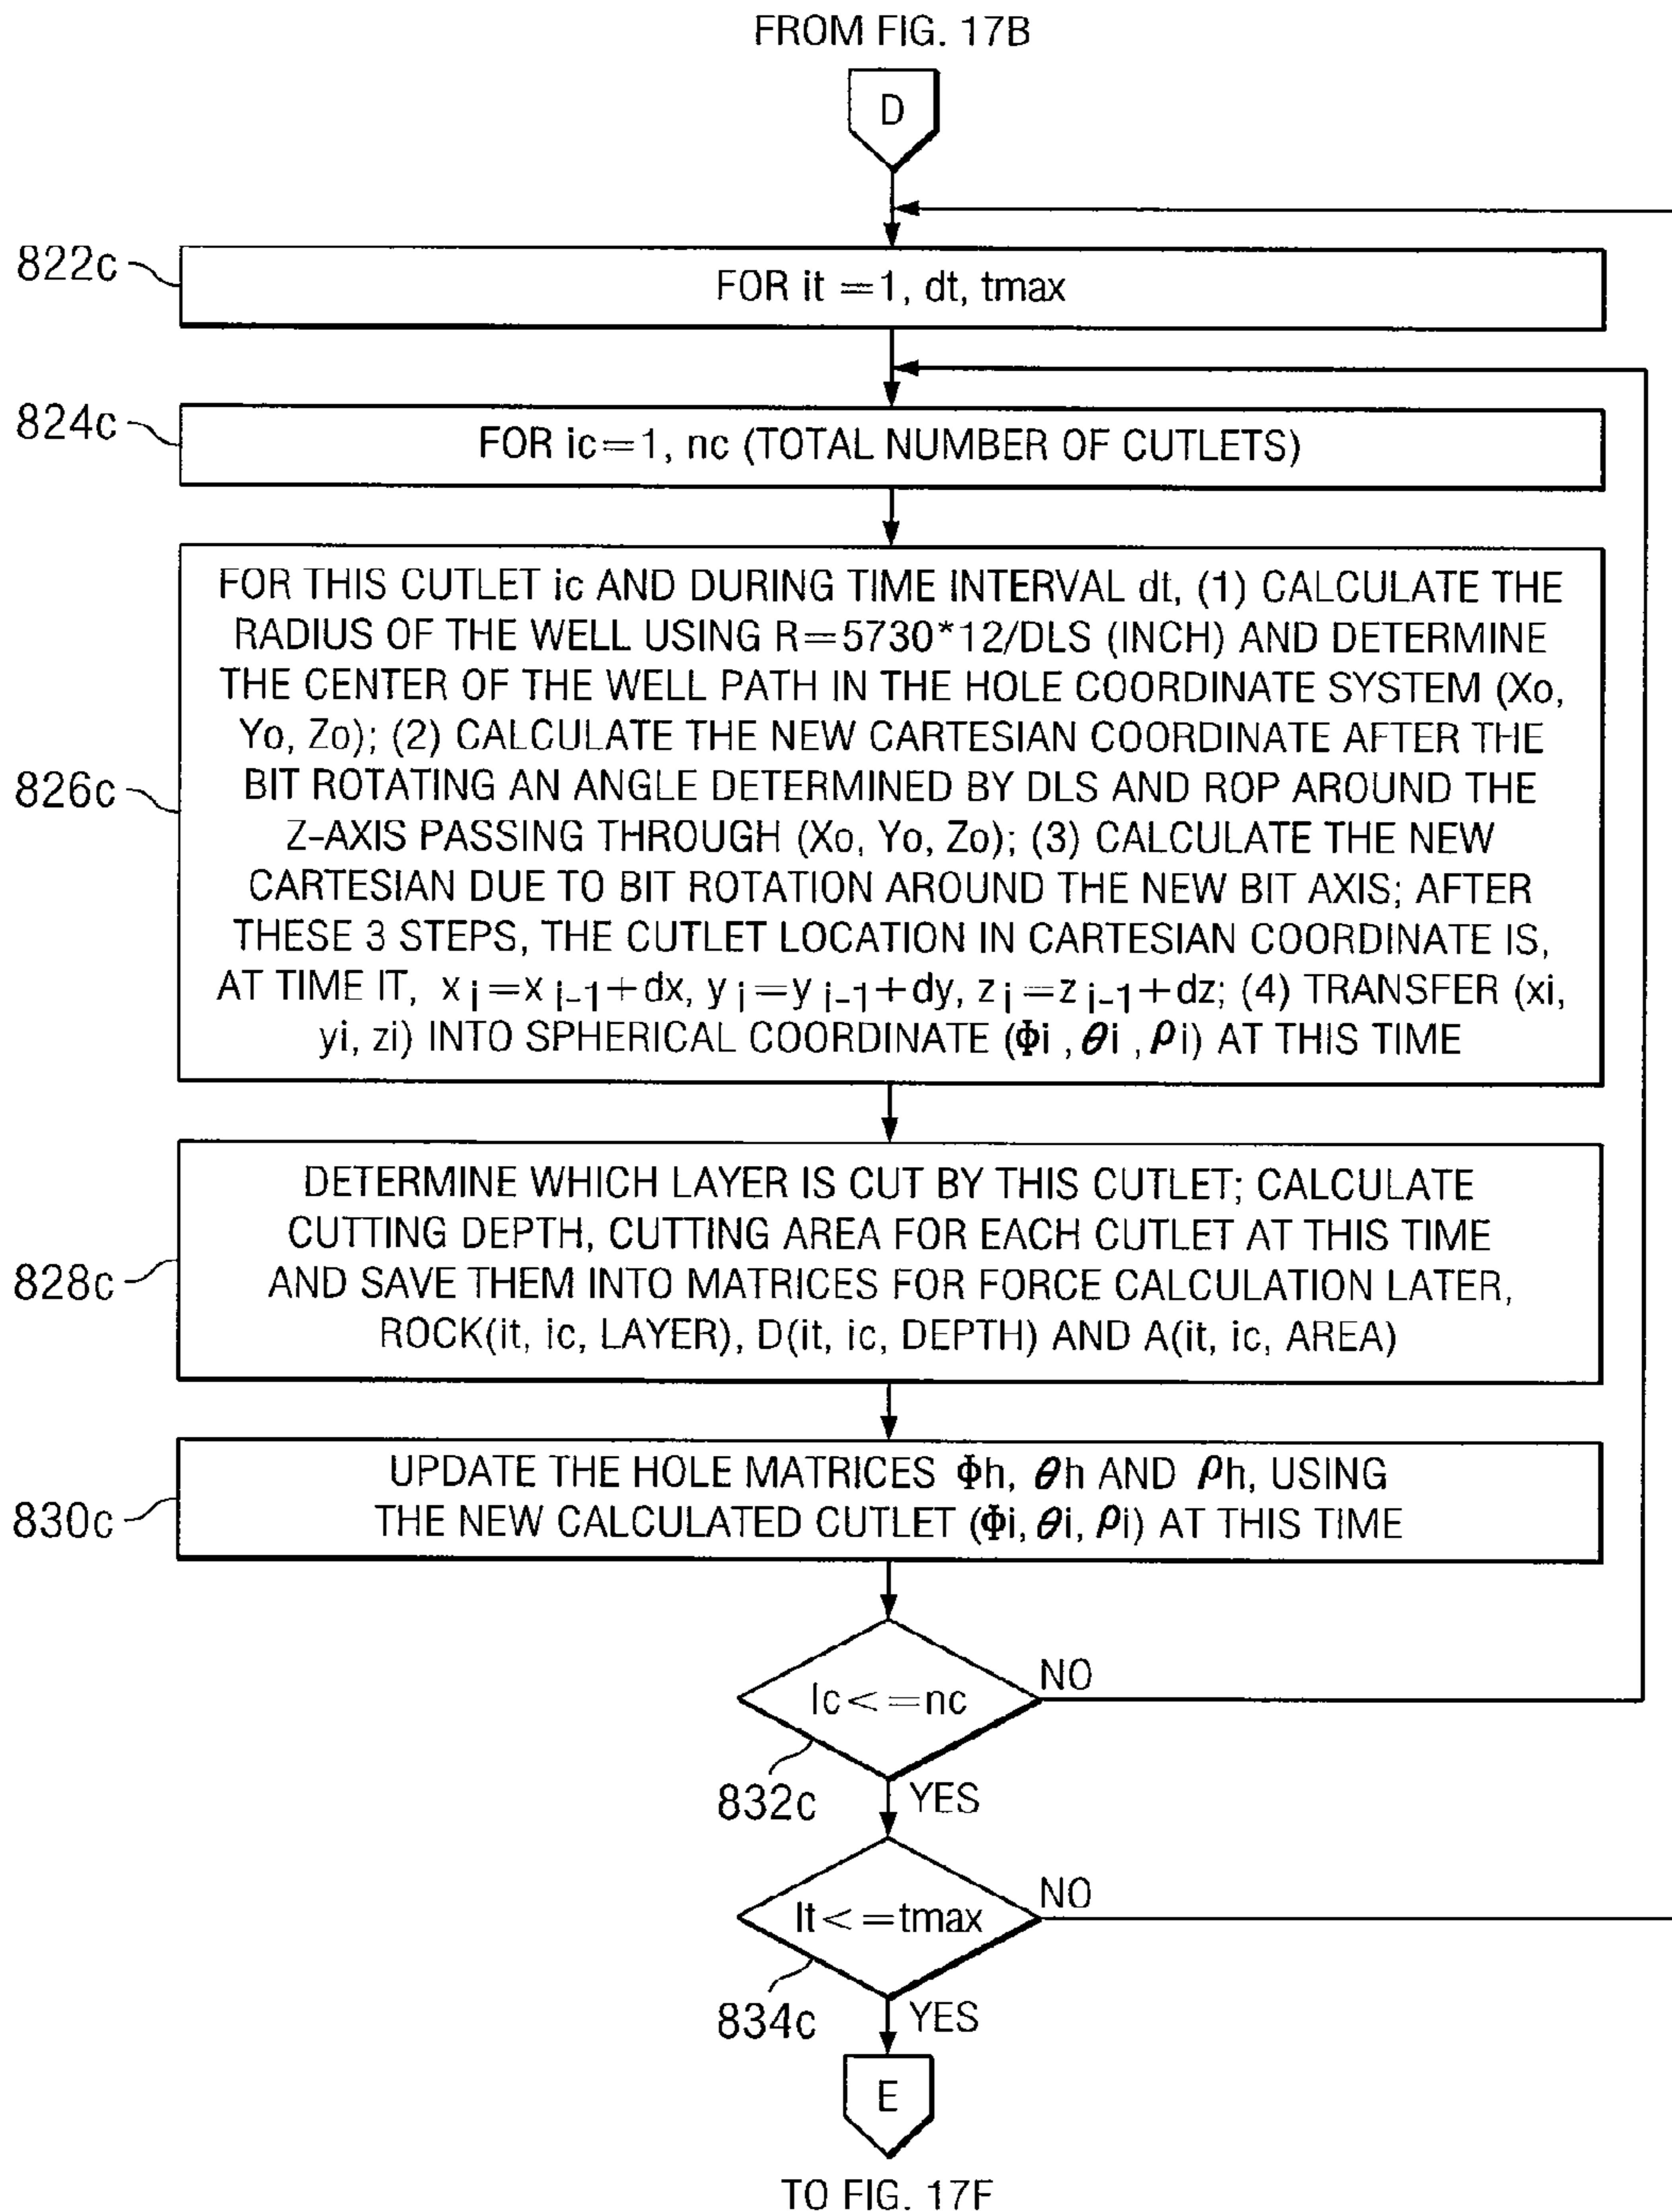 FROM FIG. 17B
D
822c
FOR it =1, dt, tmax
824c
FOR ic=1, nc (TOTAL NUMBER OF CUTLETS)
826c
FOR THIS CUTLET ic AND DURING TIME INTERVAL dt, (1) CALCULATE THE
RADIUS OF THE WELL USING R=5730*12/DLS (INCH) AND DETERMINE
THE CENTER OF THE WELL PATH IN THE HOLE COORDINATE SYSTEM (Xo,
Yo, Zo); (2) CALCULATE THE NEW CARTESIAN COORDINATE AFTER THE
BIT ROTATING AN ANGLE DETERMINED BY DLS AND ROP AROUND THE
Z-AXIS PASSING THROUGH (Xo, Yo, Zo); (3) CALCULATE THE NEW
CARTESIAN DUE TO BIT ROTATION AROUND THE NEW BIT AXIS; AFTER
THESE 3 STEPS, THE CUTLET LOCATION IN CARTESIAN COORDINATE IS,
AT TIME IT, x i=x i-1+dx, y i=y i-1+dy, z i=z i-1+dz; (4) TRANSFER (xi,
yi, zi) INTO SPHERICAL COORDINATE (Φi , θi , ρi) AT THIS TIME
828c
DETERMINE WHICH LAYER IS CUT BY THIS CUTLET; CALCULATE
CUTTING DEPTH, CUTTING AREA FOR EACH CUTLET AT THIS TIME
AND SAVE THEM INTO MATRICES FOR FORCE CALCULATION LATER,
ROCK(it, ic, LAYER), D(it, ic, DEPTH) AND A(it, ic, AREA)
830c
UPDATE THE HOLE MATRICES Φh, θh AND ρh, USING
THE NEW CALCULATED CUTLET (Φi, θi, ρi) AT THIS TIME
Ic<=nc
NO
832c
YES
It<=tmax
NO
834c
YES
E
TO FIG. 17F